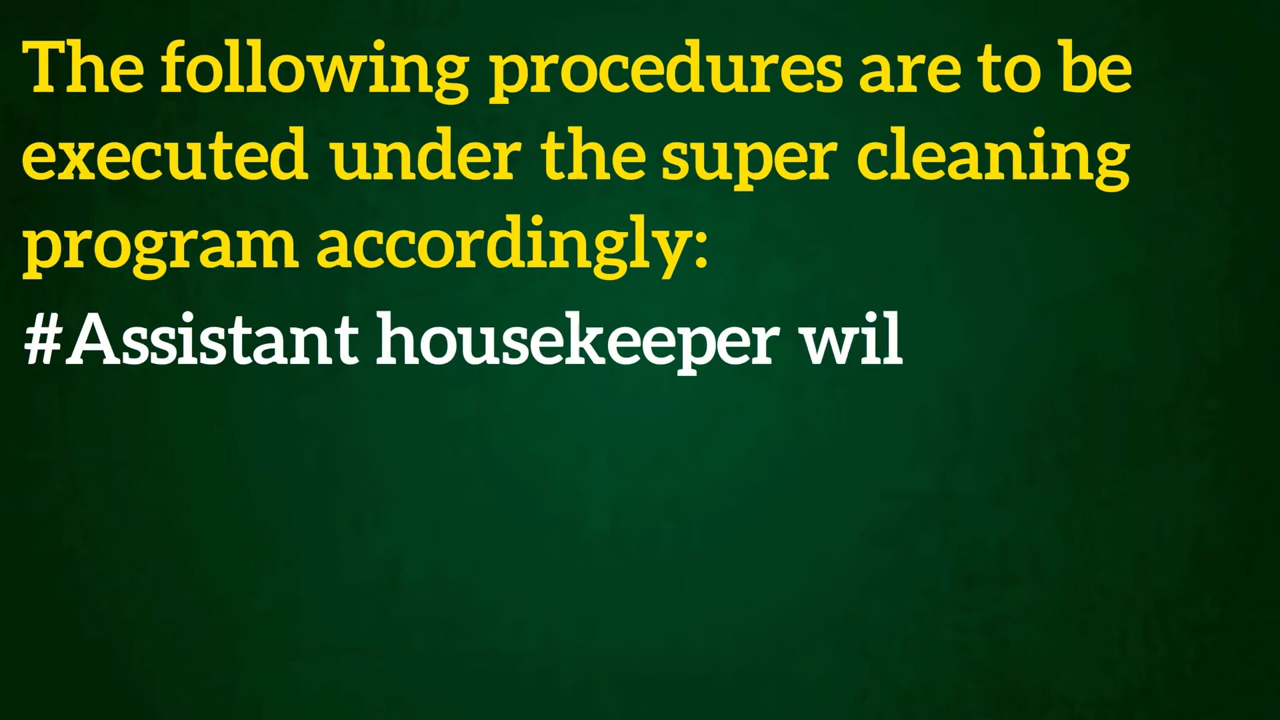 The following procedures are to be
executed under the super cleaning
program accordingly:
#Assistant housekeeper wil